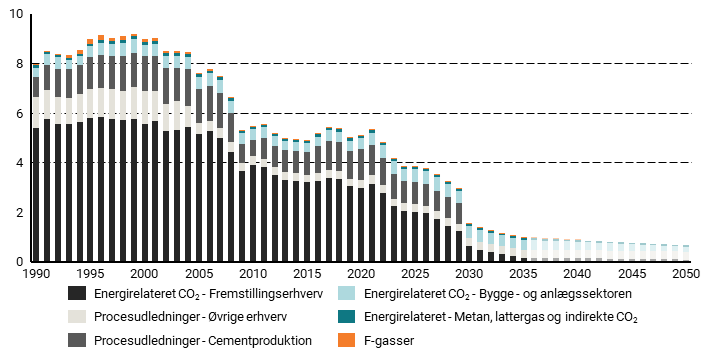 10
8
6
4
2
0
1990 1995 2000 2005 2010 2015 2020 2025 2030 2035 2040 2045 2050
Energirelateret CO₂ - Fremstillingserhverv
Energirelateret CO₂ - Bygge - og anlægssektoren
Procesudledninger - Øvrige erhverv
Energirelateret - Metan, lattergas og indirekte CO₂
Procesudledninger - Cementproduktion
F-gasser